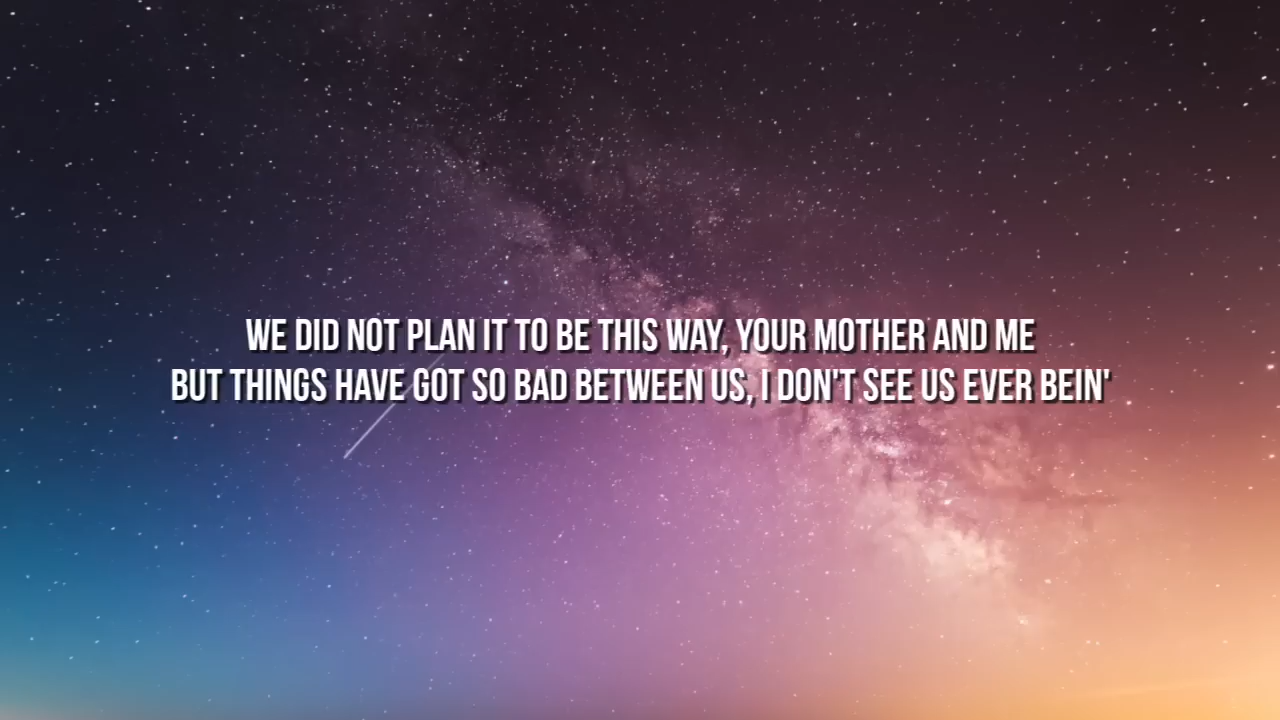 WE DID NOT PLAN IT TO BE THIS WAY, YOUR MOTHER AND ME
BUT THINGS HAVE GOT SO BAD BETWEEN US, I DON'T SEE US EVER BEIN'